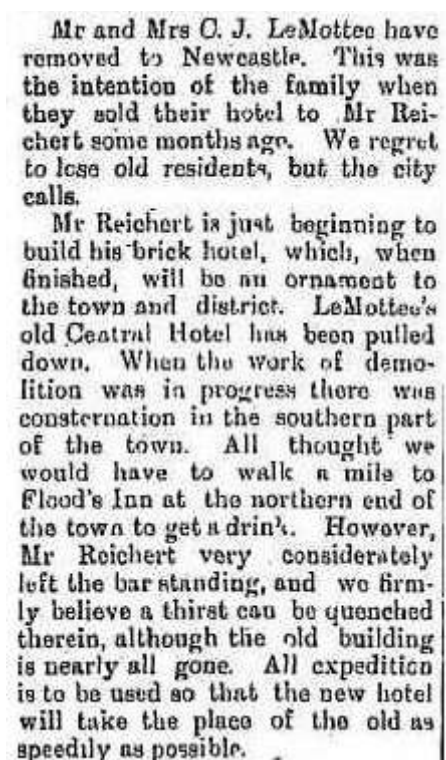 Mr and Mrs C. J. LeMottee have
removed to Newcastle. This was
the intention of the family when
they sold their hotel to Mr Rei-
chert some months ago. We regret
to lose old residents, but the city
calls.
Mr Reichert is just beginning to
build his brick hotel, which, when
finished, will be an ornament to
the town and district. LeMottee's
old Central Hotel has been pulled
down. When the work of demo-
lition was in progress there was
consternation in the southern part
of the town. All thought we
would have to walk a mile to
Flood's Inn at the northern end of
the town to get a drink. However,
Mr Reichert very considerately
left the bar standing, and we firm-
ly believe a thirst can be quenched
therein, although the old building
is nearly all gone. All expedition
is to be used so that the new hotel
will take the place of the old as
speedily as possible.